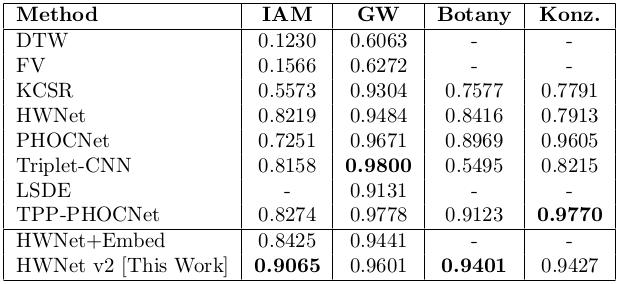 Method IAM GW Botany Konz.
DTW 0.1230 0.6063 - -
FV 0.1566 0.6272 - -
KCSR 0.5573 0.9304 0.7577 0.7791
HWNet 0.8219 0.9484 0.8416 0.7913
PHOCNet 0.7251 0.9671 0.8969 0.9605
Triplet-CNN 0.8158 0.9800 0.5495 0.8215
LSDE - 0.9131 - -
TPP-PHOCNet 0.8274 0.9778 0.9123 0.9770
HWNet+Embed 0.8425 0.9441 - -
HWNet v2 [This Work] 0.9065 0.9601 0.9401 0.9427